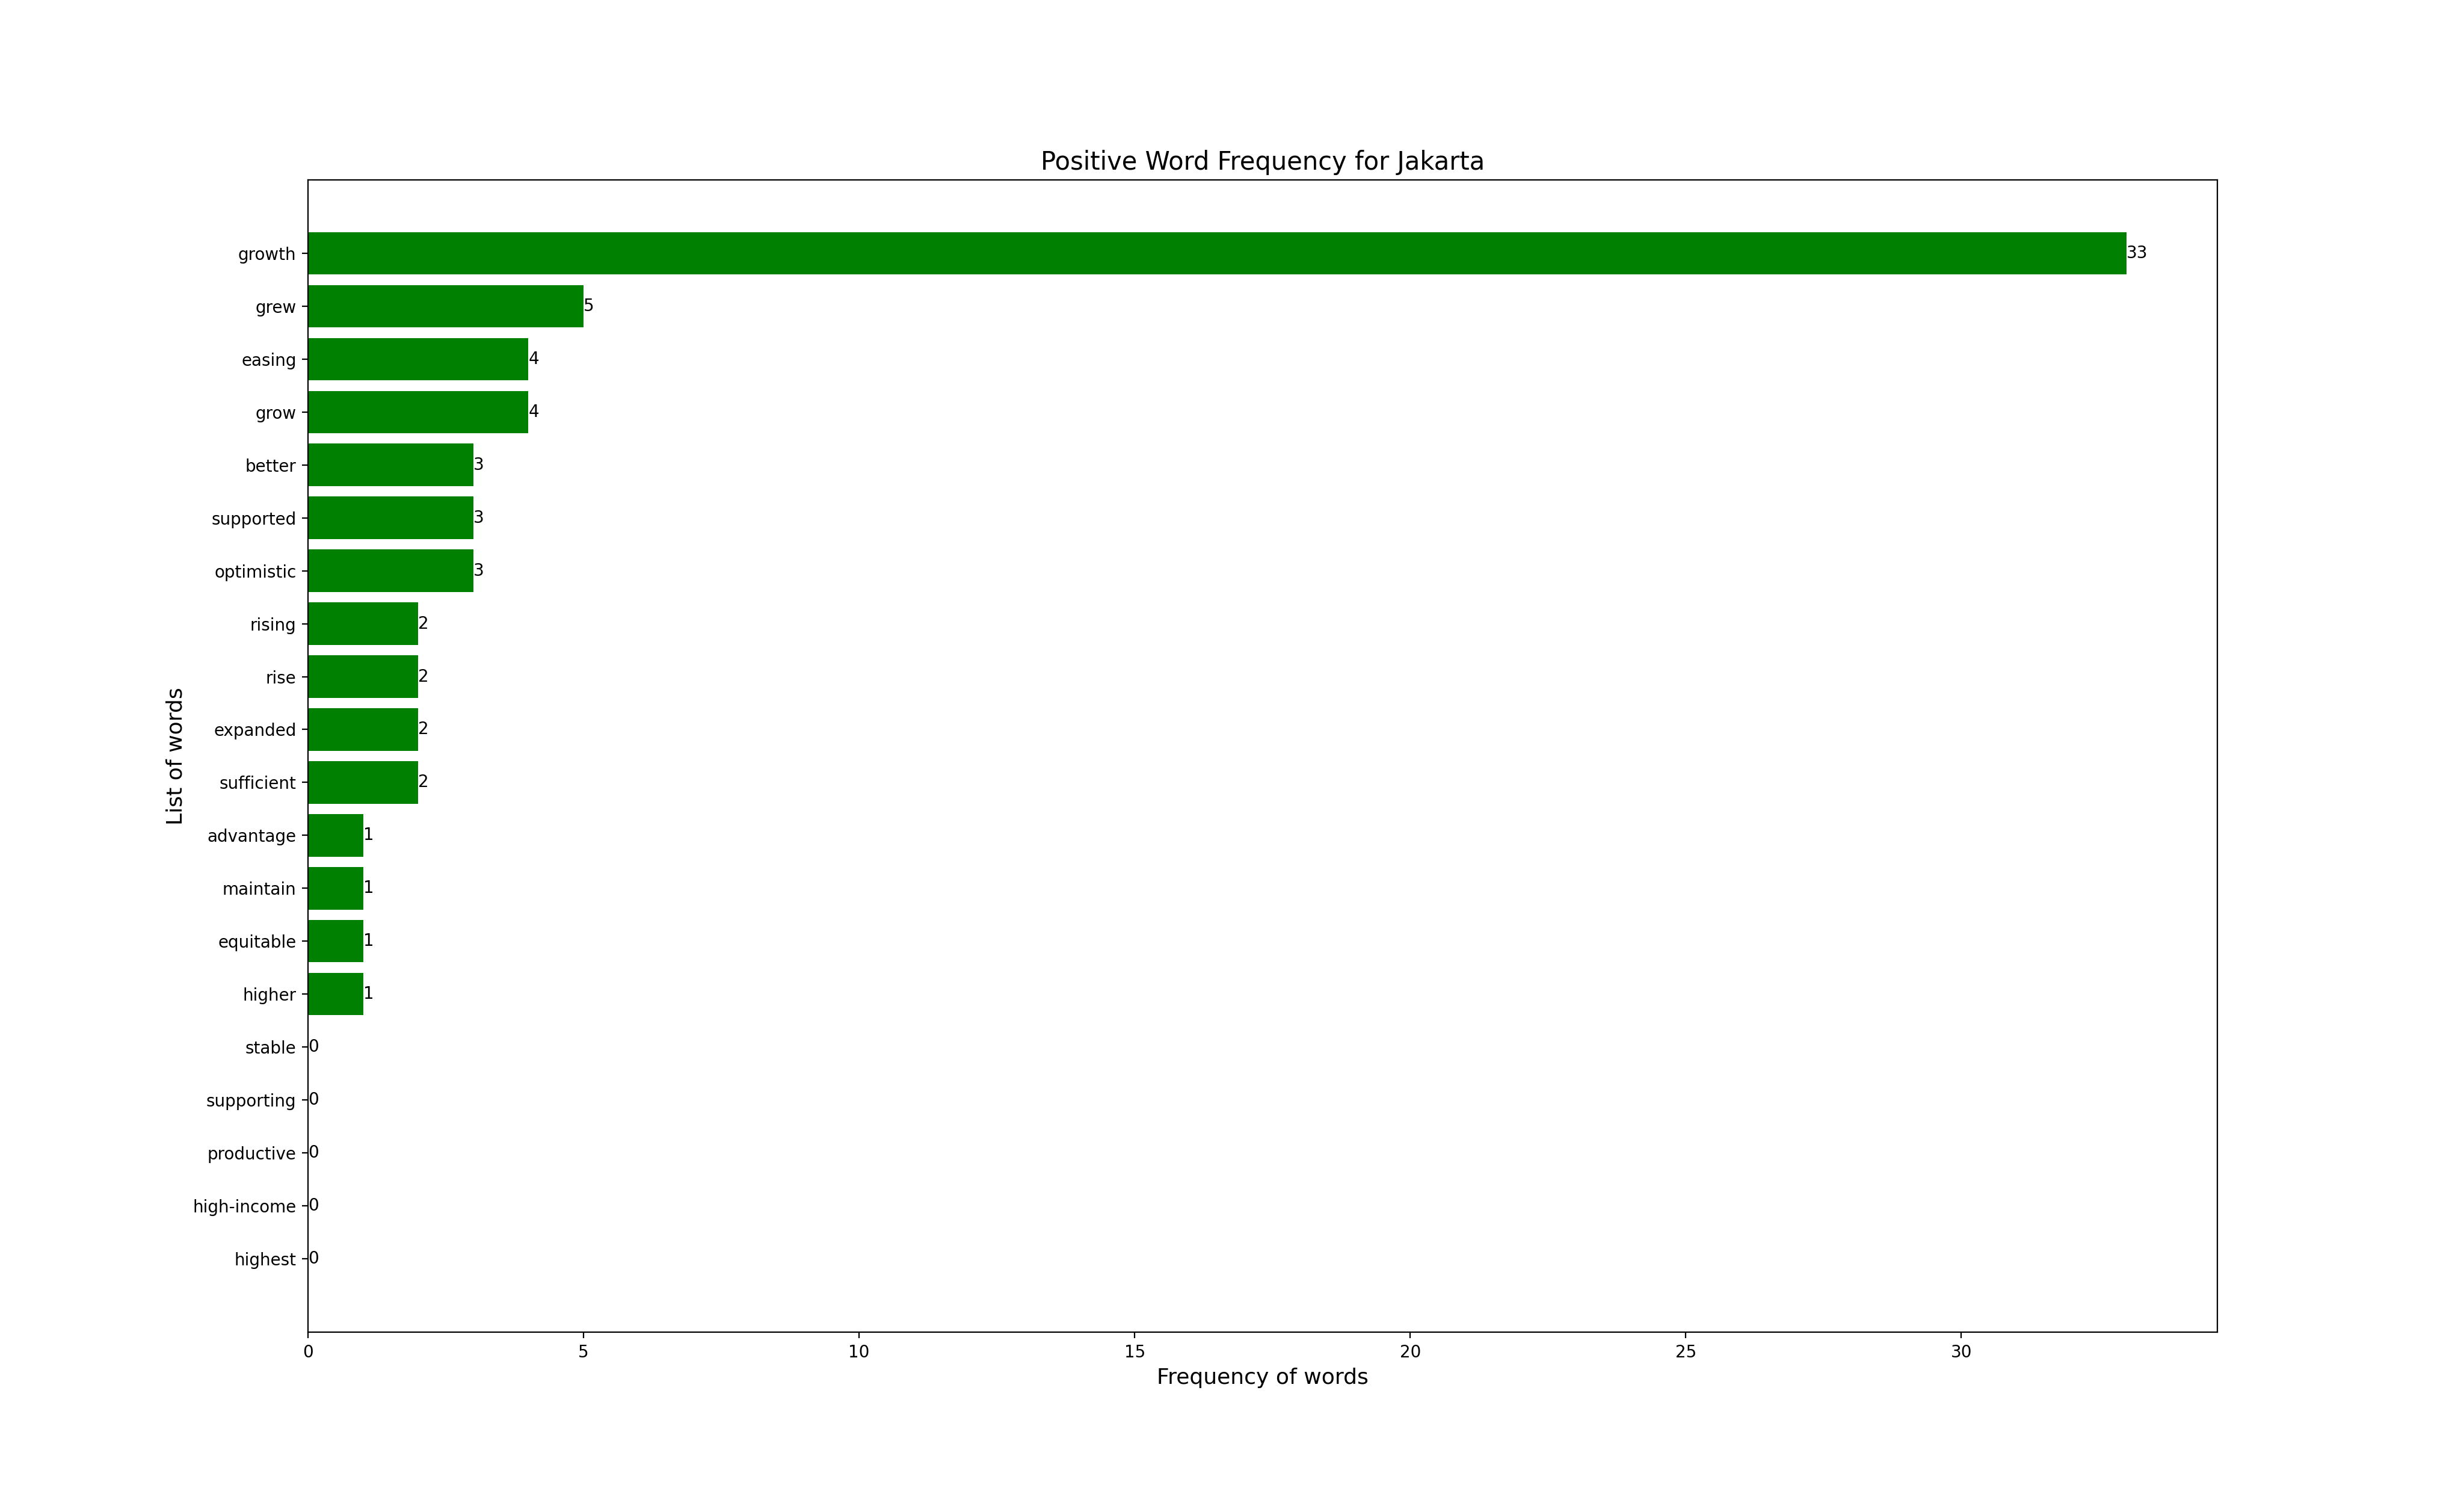 Positive Word Frequency for Jakarta
growth 33
grew 5
easing 4
grow 4
better 3
supported 3
optimistic 3
rising 2
rise 2
expanded 2
sufficient 2
advantage 1
maintain 1
equitable 1
higher 1
stable 0
supporting 0
productive 0
high-income 0
highest 0
List of words
0 5 10 15 20 25 30
Frequency of words